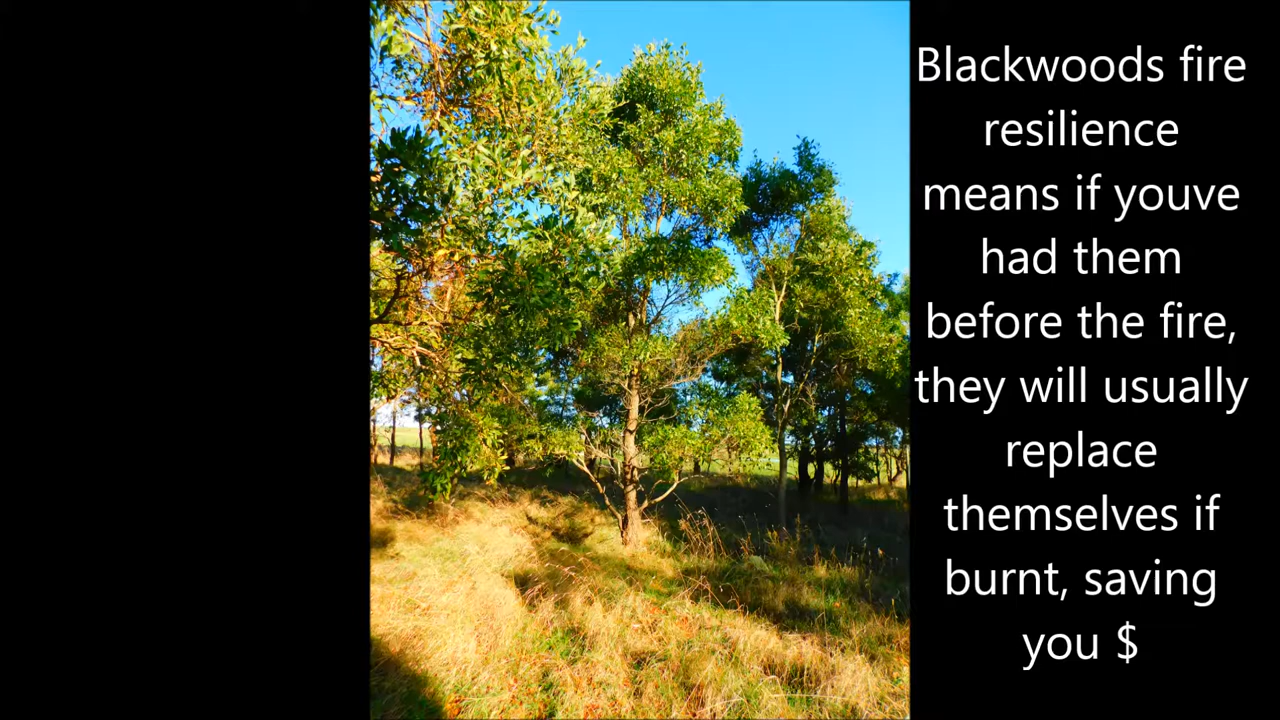 Blackwoods fire
resilience
means if youve
had them
before the fire,
they will usually
replace
themselves if
burnt, saving
you $